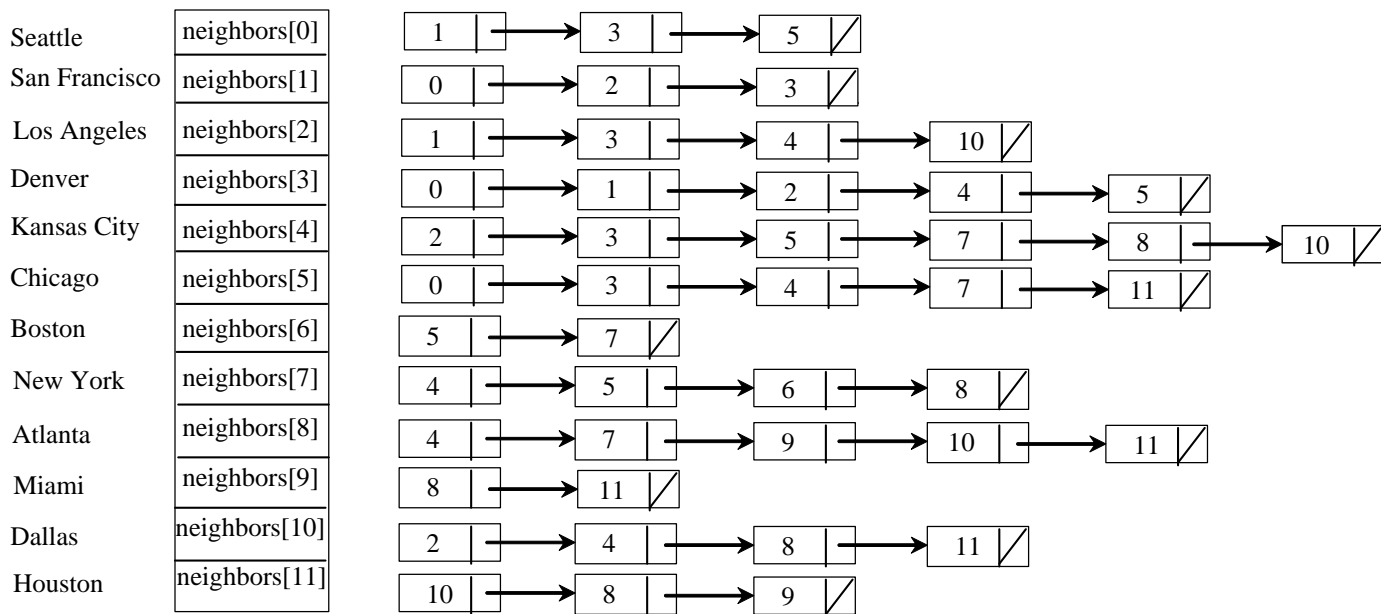 Seattle neighbors[0] 1 3 5
San Francisco neighbors[1] 0 2 3
Los Angeles neighbors[2] 1 3 4 10
Denver neighbors[3] 0 1 2 4 5
Kansas City neighbors[4] 2 3 5 7 8 10
Chicago neighbors[5] 0 3 4 7 11
Boston neighbors[6] 5 7
New York neighbors[7] 4 5 6 8
Atlanta neighbors[8] 4 7 9 10 11
Miami neighbors[9] 8 11
Dallas neighbors[10] 2 4 8 11
Houston neighbors[11] 10 8 9